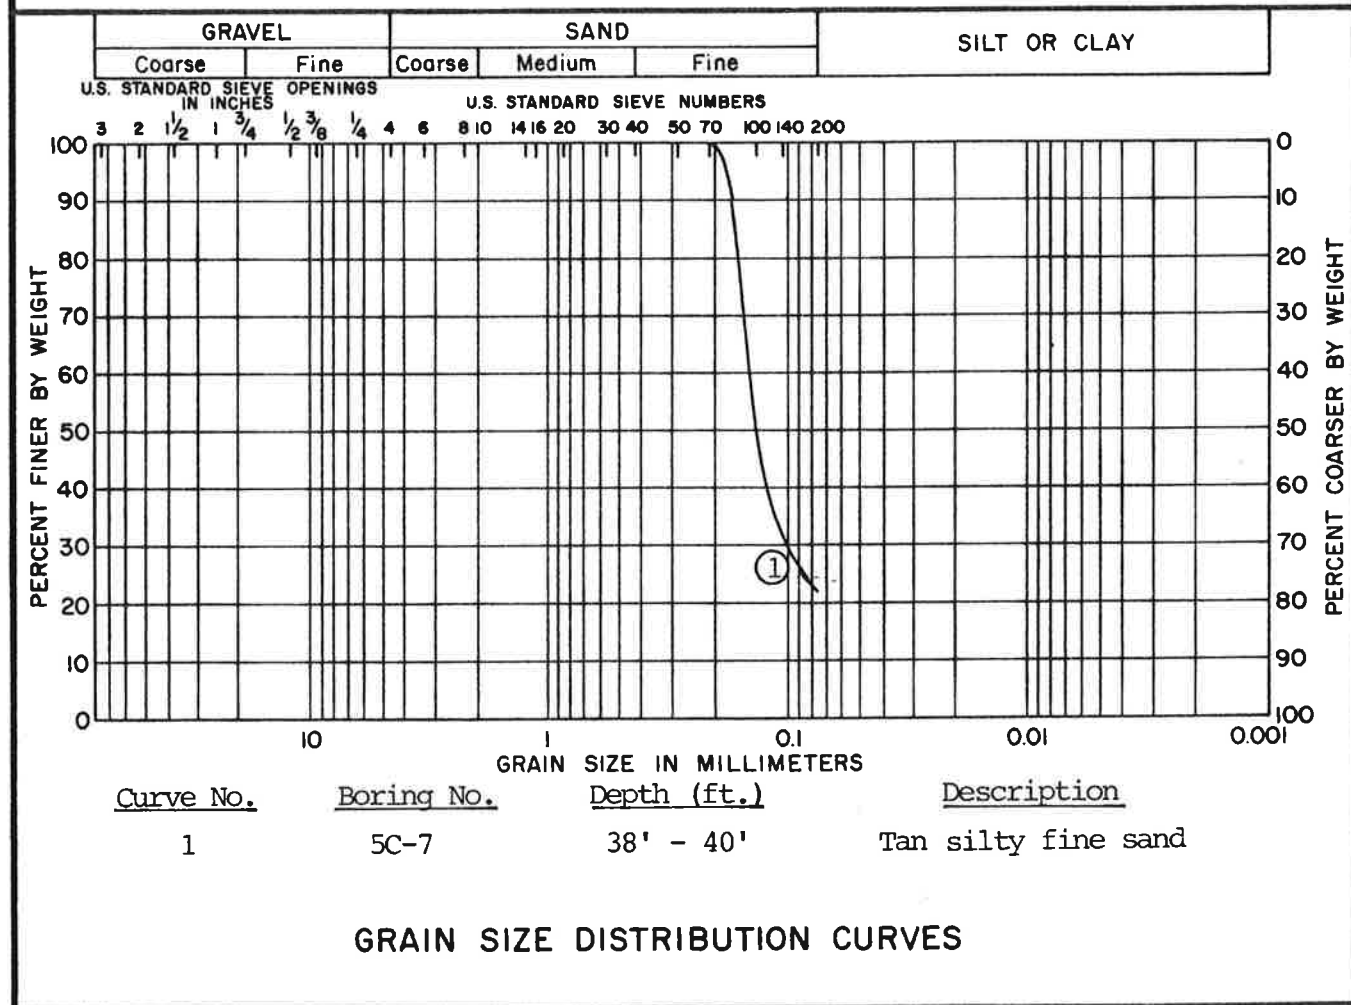 GRAVEL SAND SILT OR CLAY
Coarse Fine Coarse Medium Fine
U.S. STANDARD SIEVE OPENINGS
IN INCHES U.S. STANDARD SIEVE NUMBERS
3 2 1½ 1 ¾ ½ ⅜ ¼ 4 6 8 10 14 16 20 30 40 50 70 100 140 200
100 0
90 10
80 20
70 30
60 40
50 50
40 60
30 70
20 80
10 90
0 100
PERCENT FINER BY WEIGHT
PERCENT COARSER BY WEIGHT
1
10 1 0.1 0.01 0.001
GRAIN SIZE IN MILLIMETERS
Curve No. Boring No. Depth (ft.) Description
1 5C-7 38' - 40' Tan silty fine sand
GRAIN SIZE DISTRIBUTION CURVES